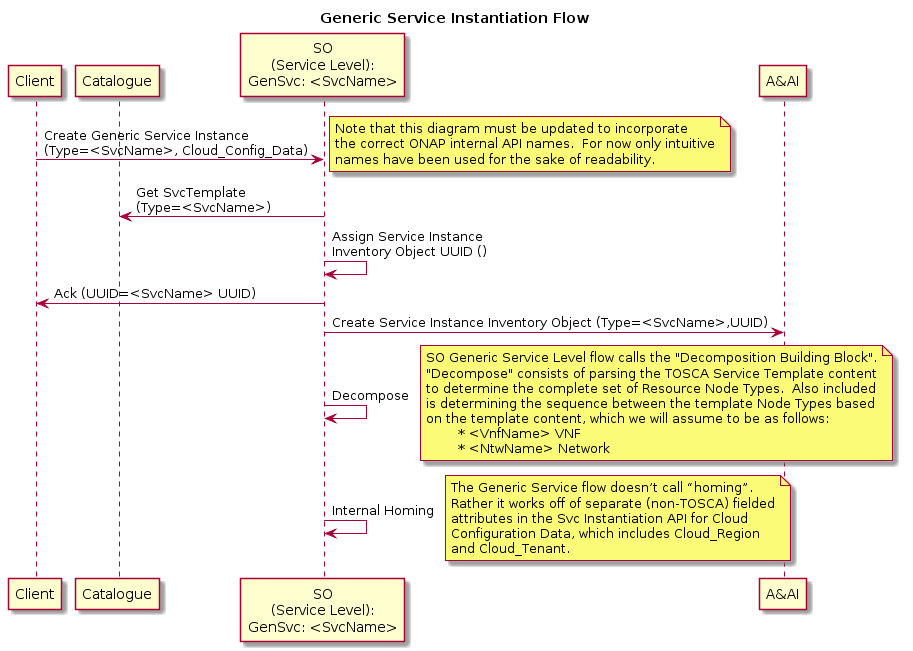 Generic Service Instantiation Flow
Client
Catalogue
SO
(Service Level):
GenSvc: <SvcName>
A&AI
Create Generic Service Instance
(Type=<SvcName>, Cloud_Config_Data)
Note that this diagram must be updated to incorporate
the correct ONAP internal API names.  For now only intuitive
names have been used for the sake of readability.
Get SvcTemplate
(Type=<SvcName>)
Assign Service Instance
Inventory Object UUID ()
Ack (UUID=<SvcName> UUID)
Create Service Instance Inventory Object (Type=<SvcName>,UUID)
Decompose
SO Generic Service Level flow calls the "Decomposition Building Block".
"Decompose" consists of parsing the TOSCA Service Template content
to determine the complete set of Resource Node Types.  Also included
is determining the sequence between the template Node Types based
on the template content, which we will assume to be as follows:
* <VnfName> VNF
* <NtwName> Network
Internal Homing
The Generic Service flow doesn’t call “homing”.
Rather it works off of separate (non-TOSCA) fielded
attributes in the Svc Instantiation API for Cloud
Configuration Data, which includes Cloud_Region
and Cloud_Tenant.
Client
Catalogue
SO
(Service Level):
GenSvc: <SvcName>
A&AI